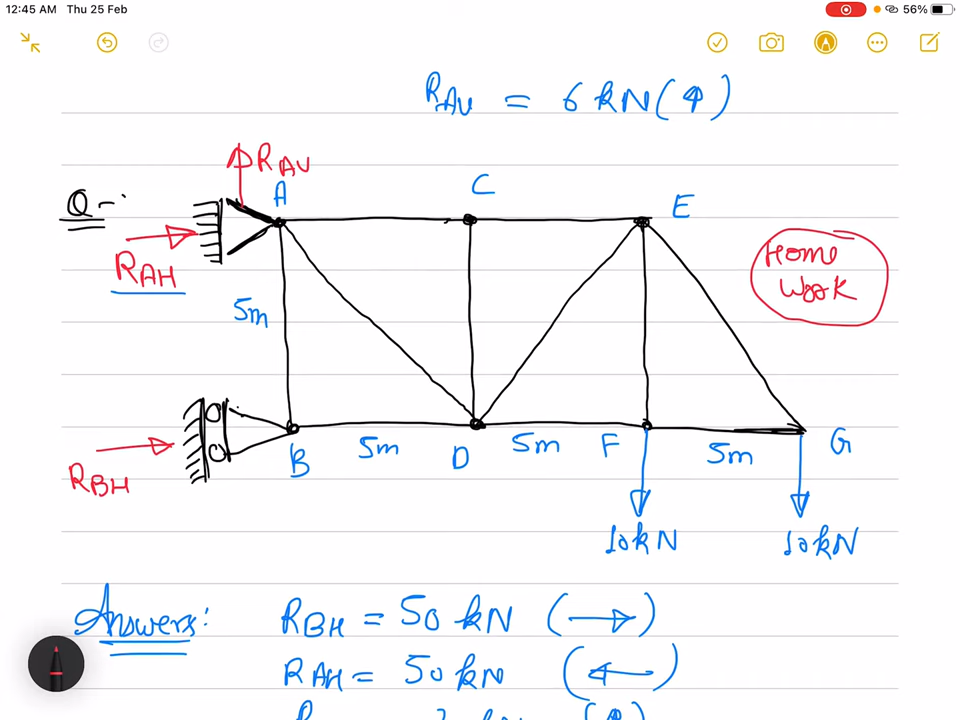 12:45 AM Thu 25 Feb
56%
RAV = 6 kN (↑)
RAV
Q-
A
C
E
RAH
Home
Work
5m
RBH
B
5m
D
5m
F
5m
G
10kN
10kN
Answers:
RBH = 50 kN (→)
RAH = 50 kN (←)